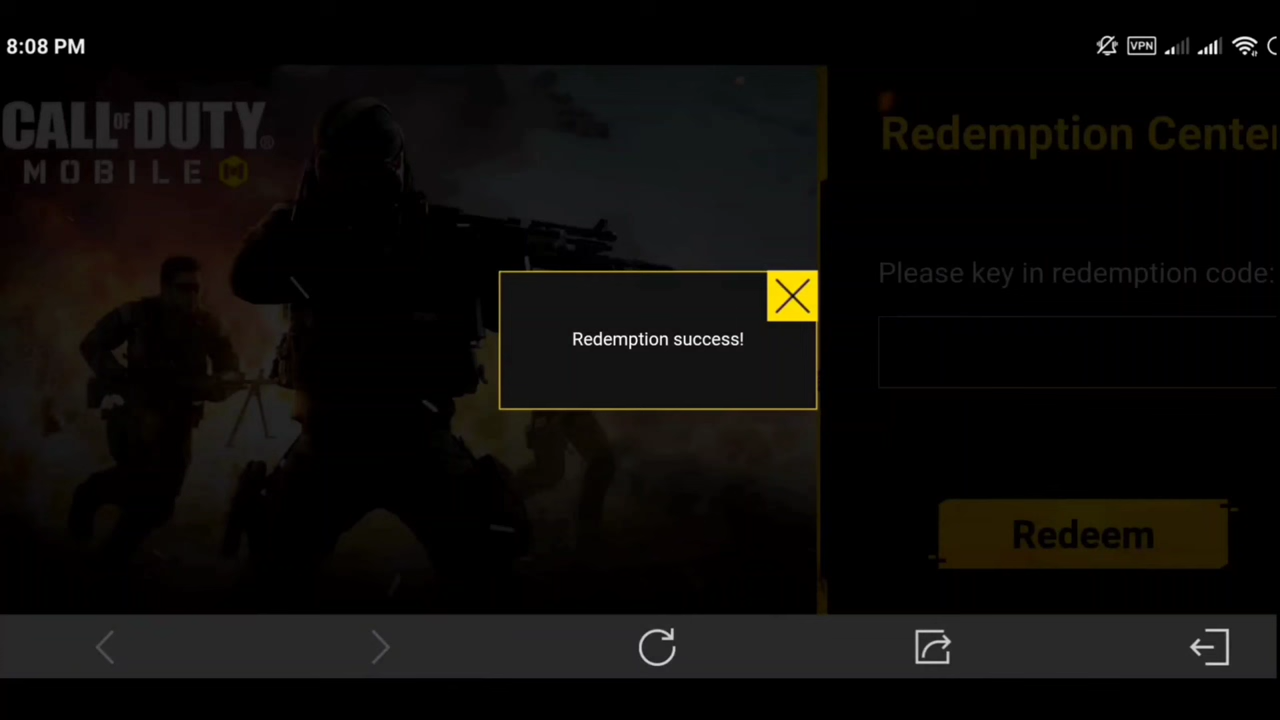 8:08 PM
VPN
CALL OF DUTY®
MOBILE
Redemption Center
Please key in redemption code:
Redemption success!
Redeem